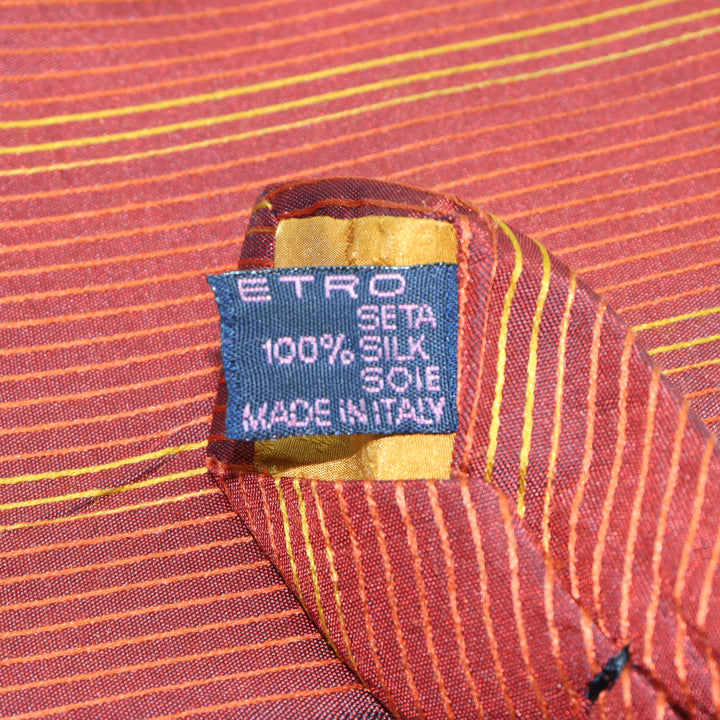 ETRO
SETA
100% SILK
SOIE
MADE IN ITALY